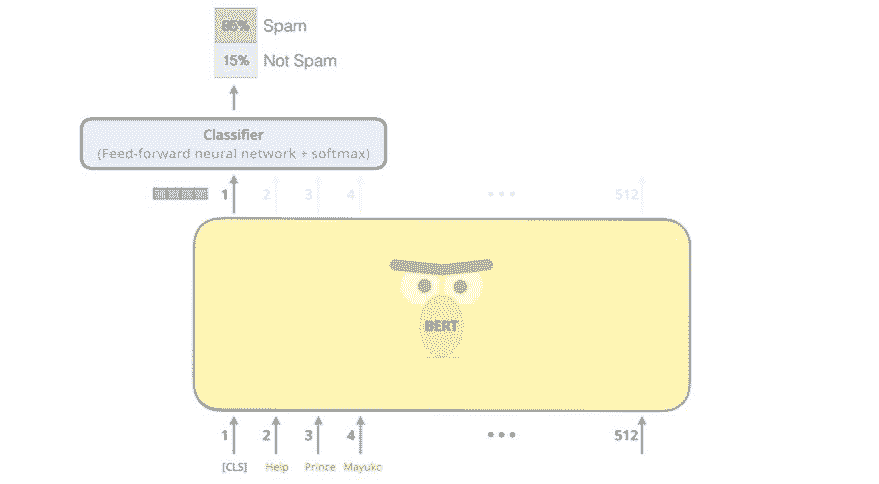 85% Spam
15% Not Spam
Classifier
(Feed-forward neural network + softmax)
1 2 3 4 ••• 512
BERT
1 2 3 4 ••• 512
[CLS] Help Prince Mayuko